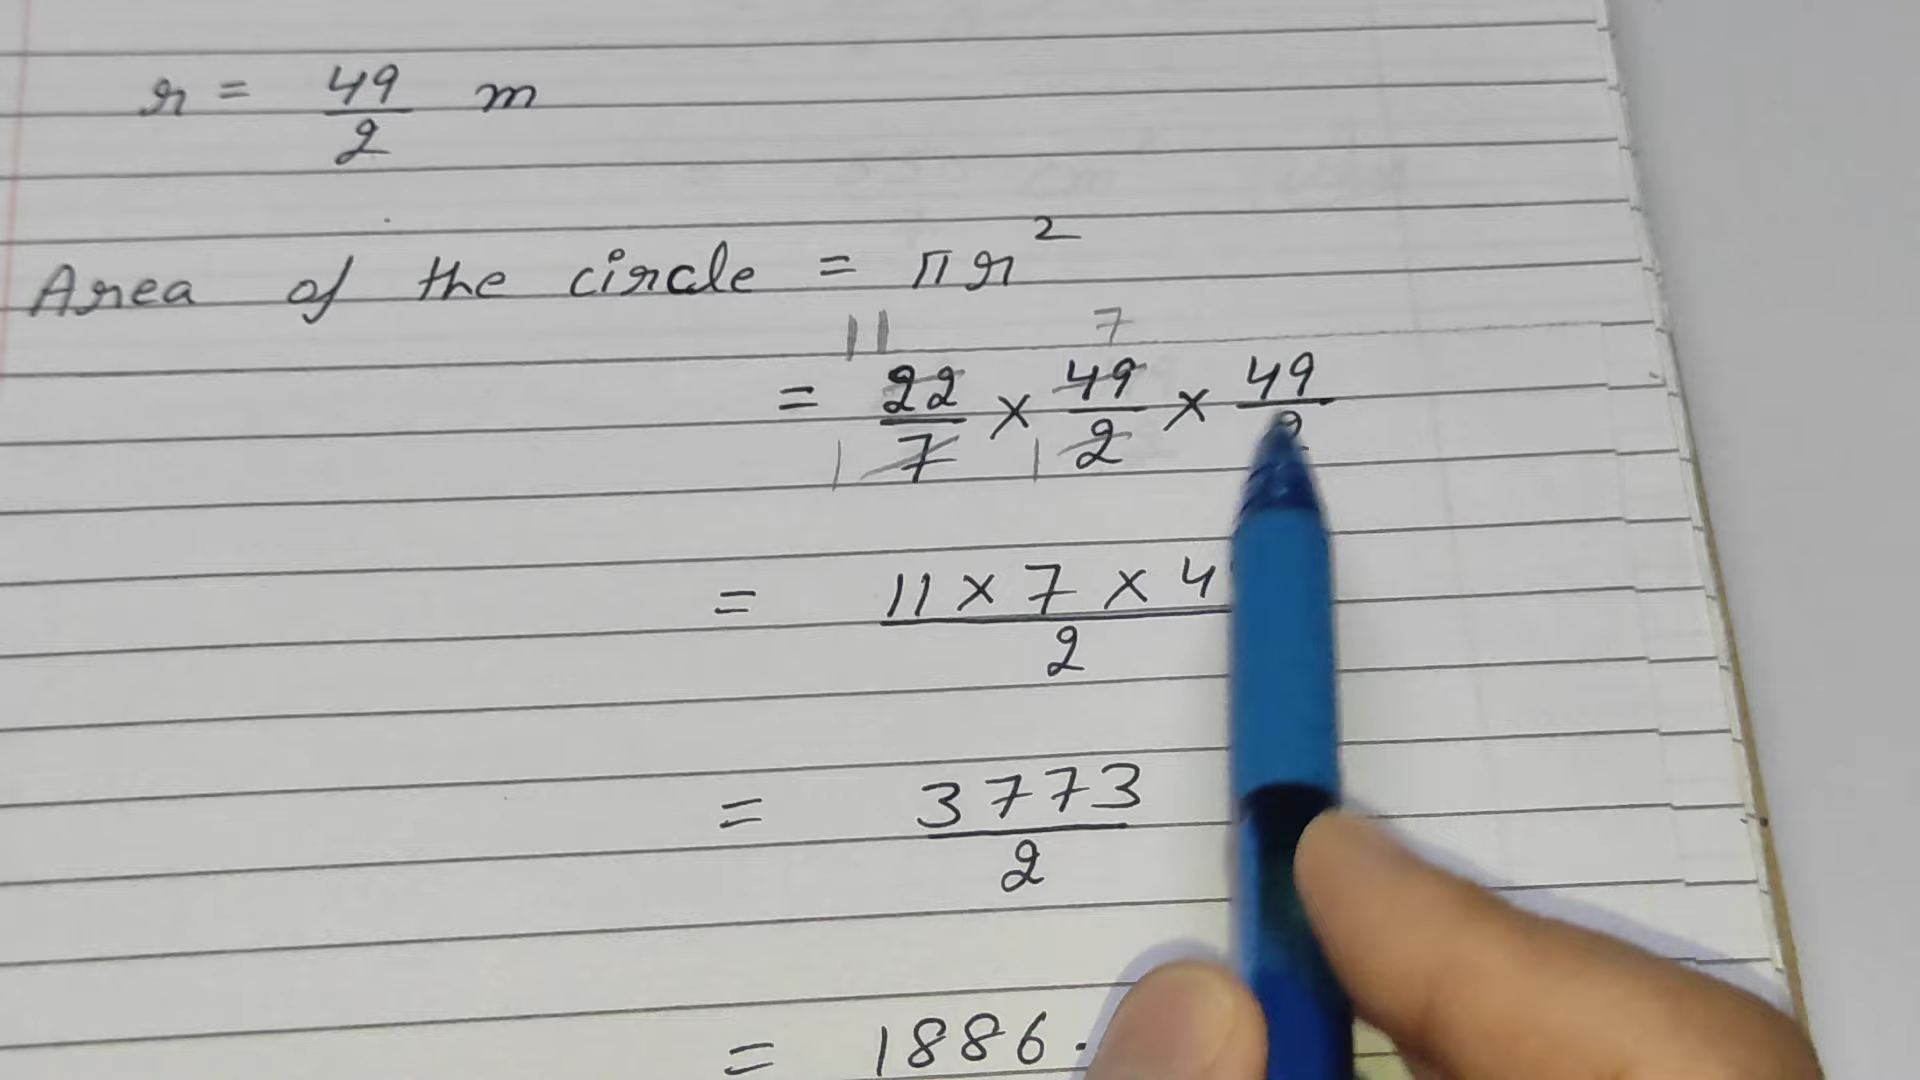 r = 49/2 m
Area of the circle = πr²
11 7
= 22/7 × 49/2 × 49/2
1 1
= 11 × 7 × 4
2
= 3773/2
= 1886.